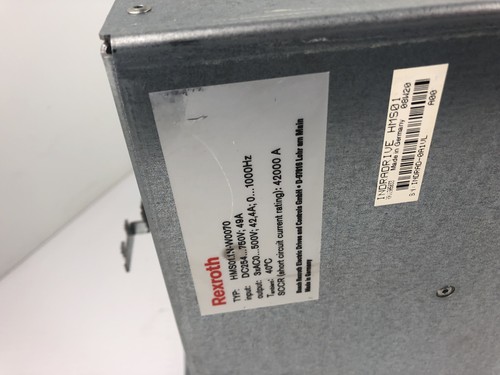 Rexroth
TYP: HMS01.1N-W0070
input: DC254...750V; 49A
output: 3xAC0...500V; 42,4A; 0...1000Hz
40°C
SCCR (short circuit current rating): 42000 A
Bosch Rexroth Electric Drives and Controls GmbH • D-97816 Lohr am Main
Made in Germany
INDRADRIVE HMS01
Made in Germany
08W20
A00